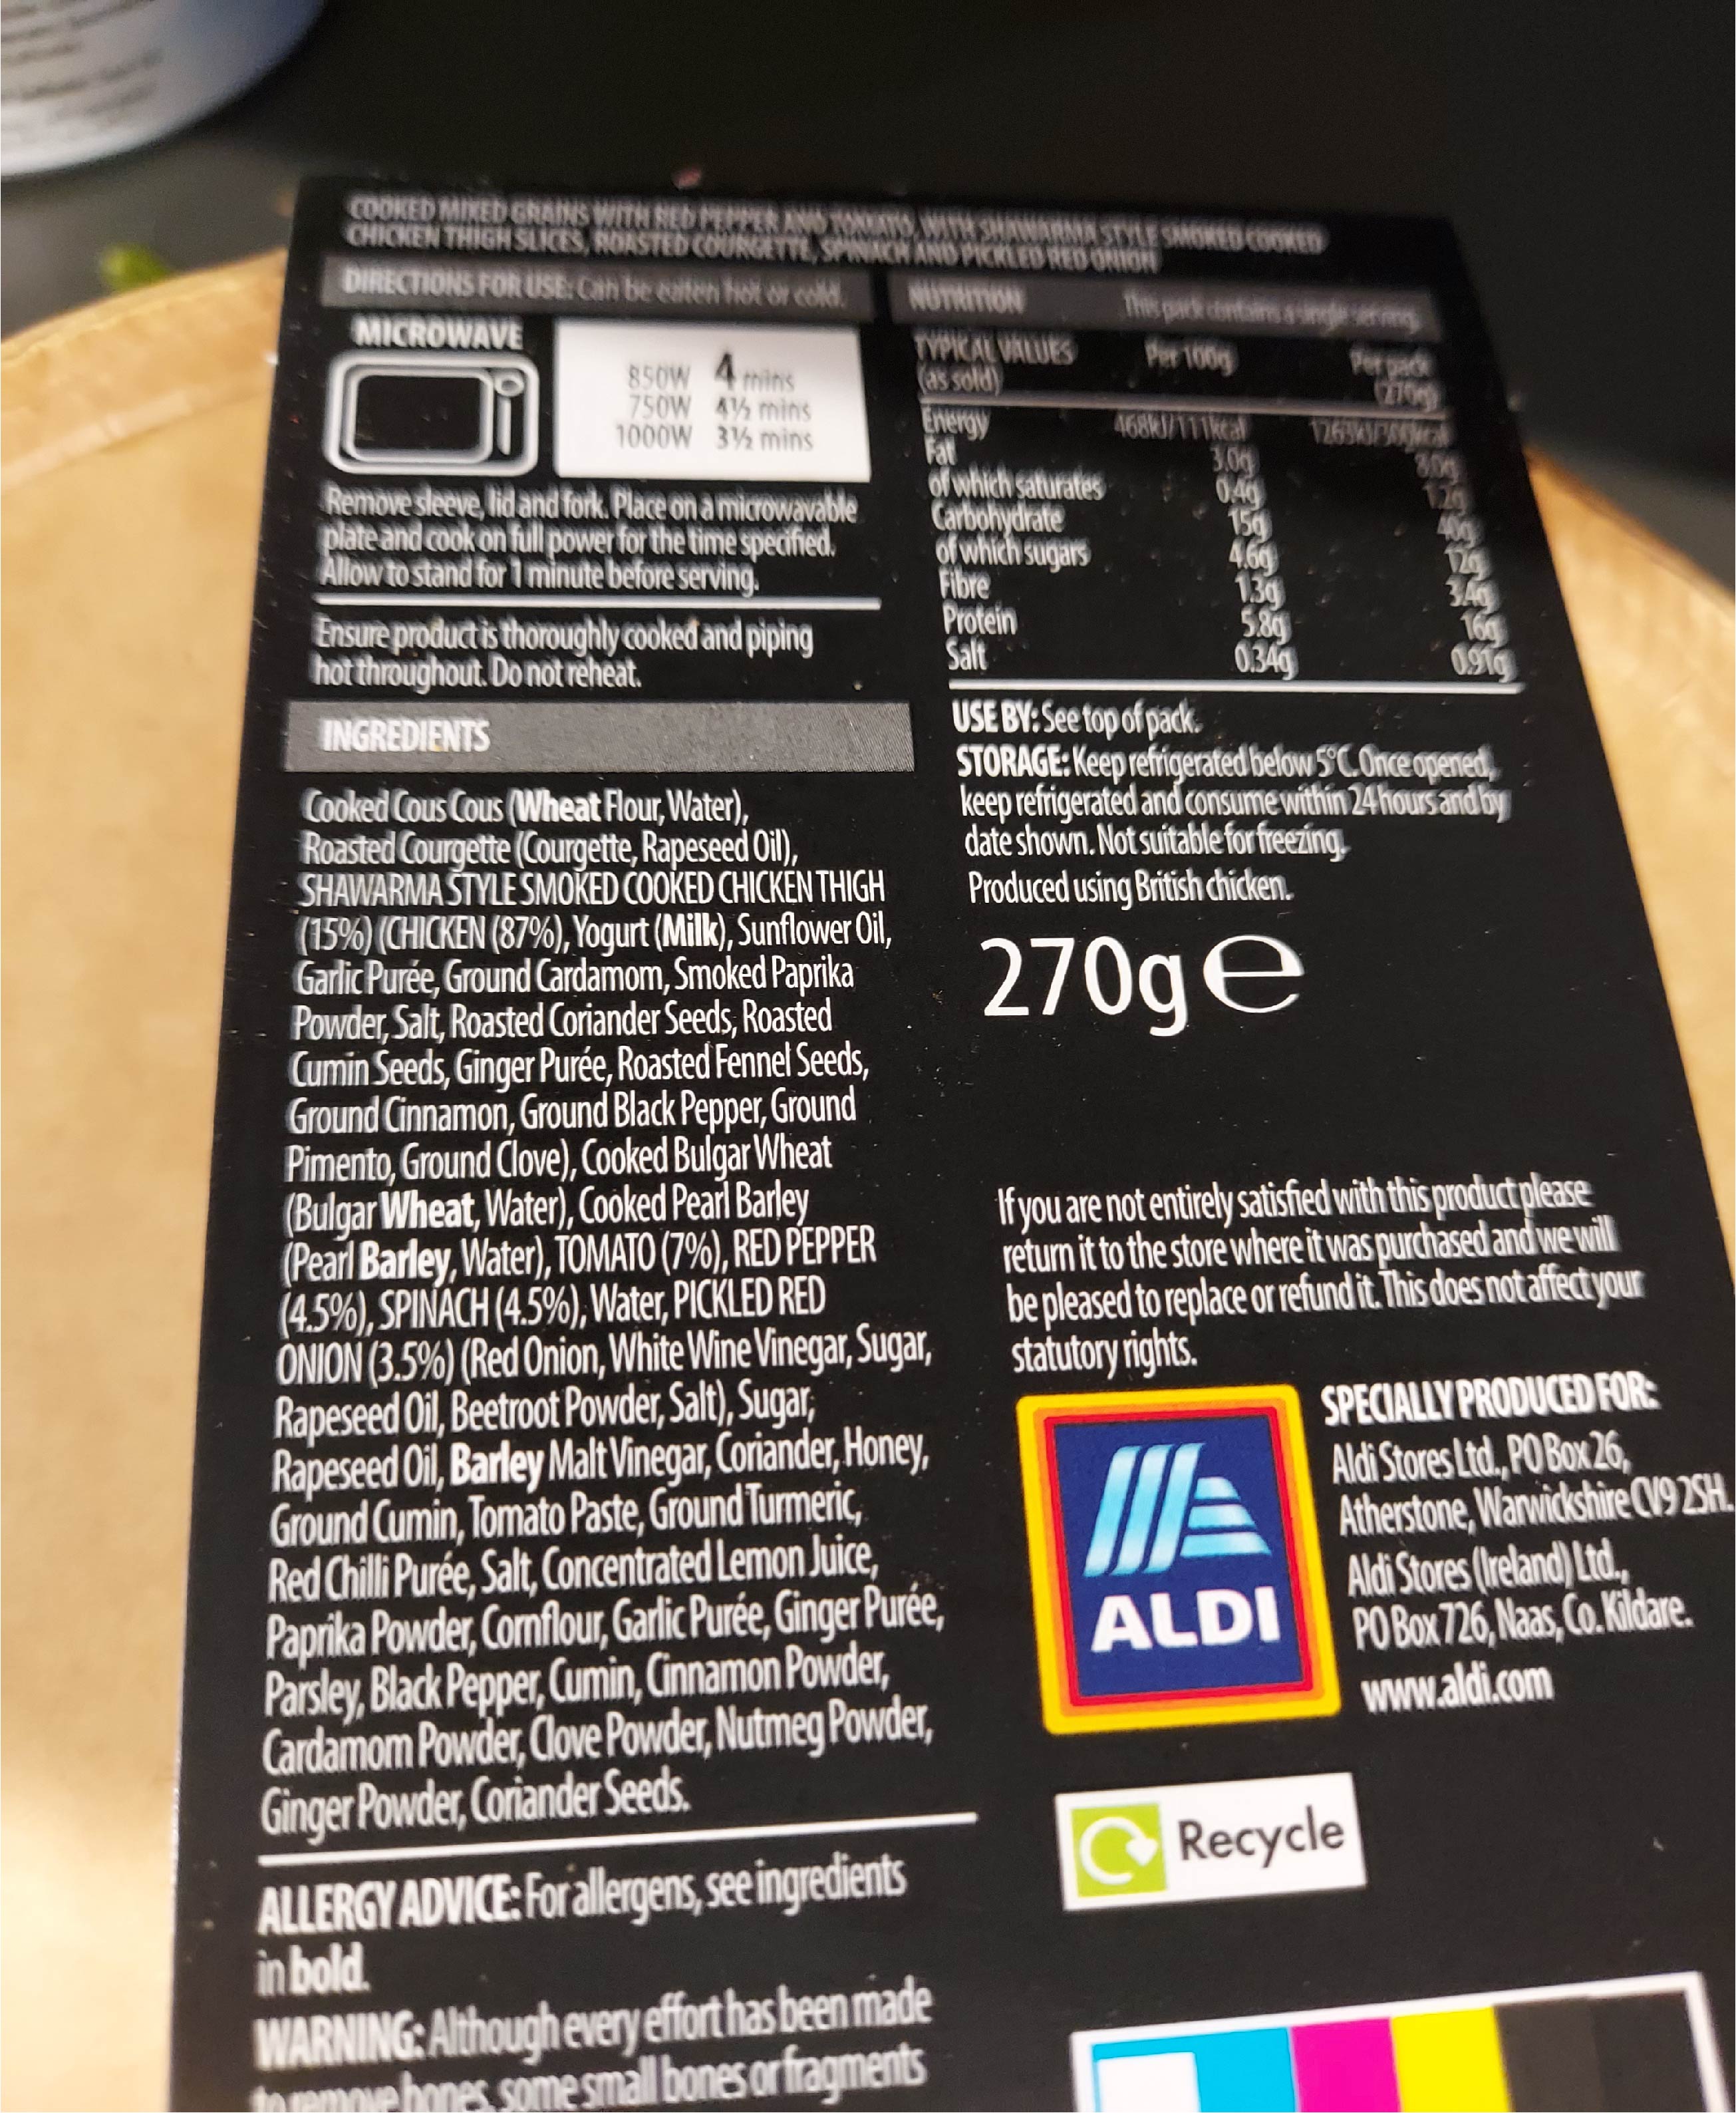 COOKED MIXED GRAINS WITH RED PEPPER AND TOMATO, WITH SHAWARMA STYLE SMOKED COOKED
CHICKEN THIGH SLICES, ROASTED COURGETTE, SPINACH AND PICKLED RED ONION
DIRECTIONS FOR USE: Can be eaten hot or cold.
MICROWAVE
850W 4 mins
750W 4½ mins
1000W 3½ mins
Remove sleeve, lid and fork. Place on a microwavable
plate and cook on full power for the time specified.
Allow to stand for 1 minute before serving.
Ensure product is thoroughly cooked and piping
hot throughout. Do not reheat.
INGREDIENTS
Cooked Cous Cous (Wheat Flour, Water),
Roasted Courgette (Courgette, Rapeseed Oil),
SHAWARMA STYLE SMOKED COOKED CHICKEN THIGH
(15%) (CHICKEN (87%), Yogurt (Milk), Sunflower Oil,
Garlic Purée, Ground Cardamom, Smoked Paprika
Powder, Salt, Roasted Coriander Seeds, Roasted
Cumin Seeds, Ginger Purée, Roasted Fennel Seeds,
Ground Cinnamon, Ground Black Pepper, Ground
Pimento, Ground Clove), Cooked Bulgar Wheat
(Bulgar Wheat, Water), Cooked Pearl Barley
(Pearl Barley, Water), TOMATO (7%), RED PEPPER
(4.5%), SPINACH (4.5%), Water, PICKLED RED
ONION (3.5%) (Red Onion, White Wine Vinegar, Sugar,
Rapeseed Oil, Beetroot Powder, Salt), Sugar,
Rapeseed Oil, Barley Malt Vinegar, Coriander, Honey,
Ground Cumin, Tomato Paste, Ground Turmeric,
Red Chilli Purée, Salt, Concentrated Lemon Juice,
Paprika Powder, Cornflour, Garlic Purée, Ginger Purée,
Parsley, Black Pepper, Cumin, Cinnamon Powder,
Cardamom Powder, Clove Powder, Nutmeg Powder,
Ginger Powder, Coriander Seeds.
ALLERGY ADVICE: For allergens, see ingredients
in bold.
WARNING: Although every effort has been made
to remove bones, some small bones or fragments
NUTRITION This pack contains a single serving.
TYPICAL VALUES Per 100g Per pack
(as sold) (270g)
Energy 468kJ/111kcal 1263kJ/300kcal
Fat 3.0g 8.0g
of which saturates 0.4g 1.2g
Carbohydrate 15g 40g
of which sugars 4.6g 12g
Fibre 1.3g 3.4g
Protein 5.8g 16g
Salt 0.34g 0.91g
USE BY: See top of pack.
STORAGE: Keep refrigerated below 5°C. Once opened,
keep refrigerated and consume within 24 hours and by
date shown. Not suitable for freezing.
Produced using British chicken.
270g e
If you are not entirely satisfied with this product please
return it to the store where it was purchased and we will
be pleased to replace or refund it. This does not affect your
statutory rights.
ALDI
SPECIALLY PRODUCED FOR:
Aldi Stores Ltd., PO Box 26,
Atherstone, Warwickshire CV9 2SH.
Aldi Stores (Ireland) Ltd.,
PO Box 726, Naas, Co. Kildare.
www.aldi.com
Recycle